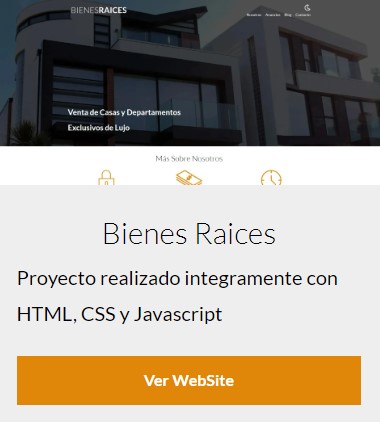 BIENESRAICES
Nosotros Anuncios Blog Contacto
Venta de Casas y Departamentos
Exclusivos de Lujo
Más Sobre Nosotros
Bienes Raices
Proyecto realizado integramente con
HTML, CSS y Javascript
Ver WebSite